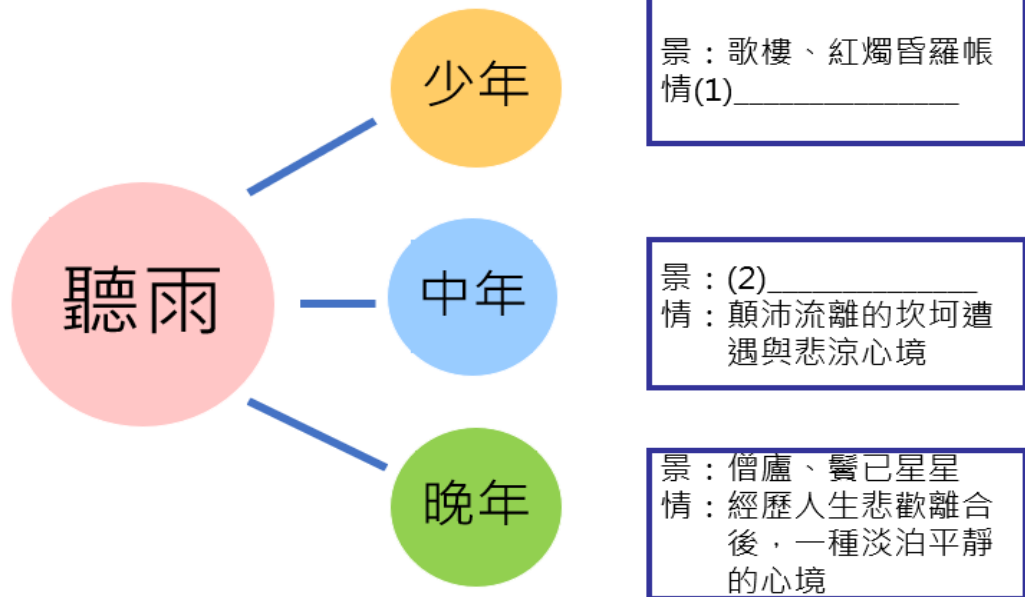 聽雨
少年
景：歌樓、紅燭昏羅帳
情(1)_______________
中年
景：(2)______________
情：顛沛流離的坎坷遭
遇與悲涼心境
晚年
景：僧廬、鬢已星星
情：經歷人生悲歡離合
後，一種淡泊平靜
的心境